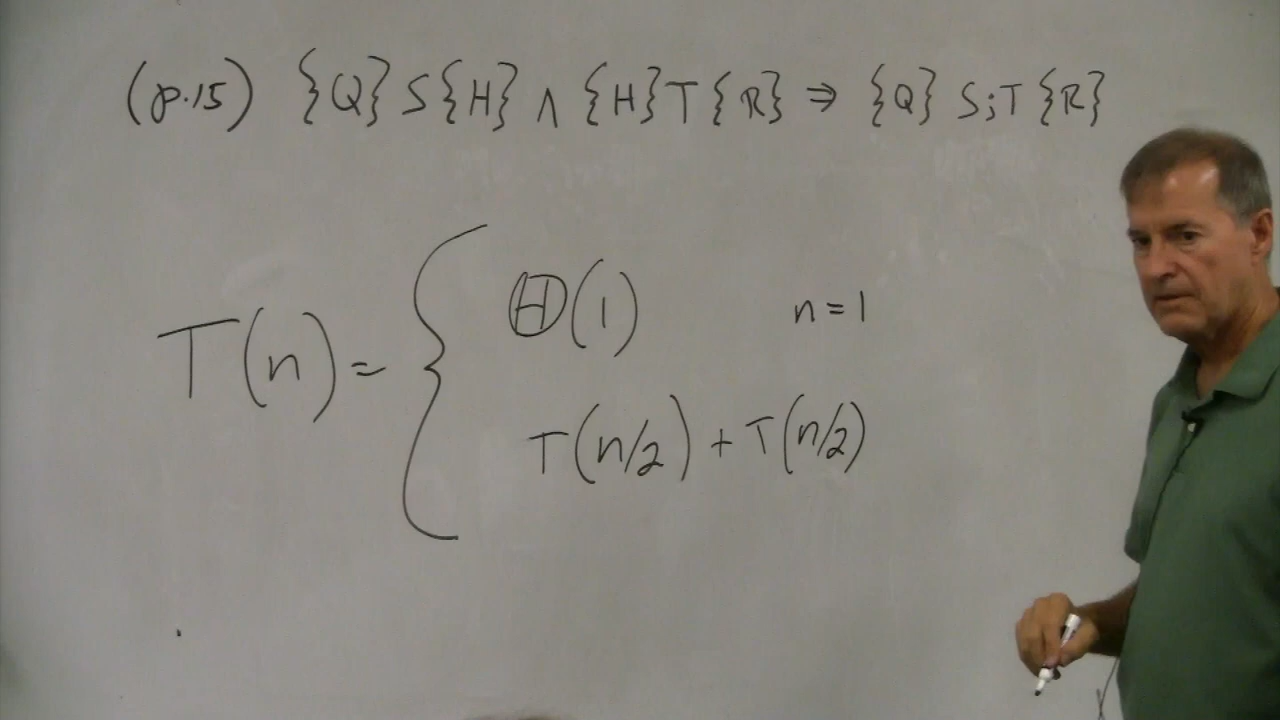 (p.15) {Q} S {H} ∧ {H} T {R} ⇒ {Q} S;T {R}
T(n) = {
Θ(1) n = 1
T(n/2) + T(n/2)